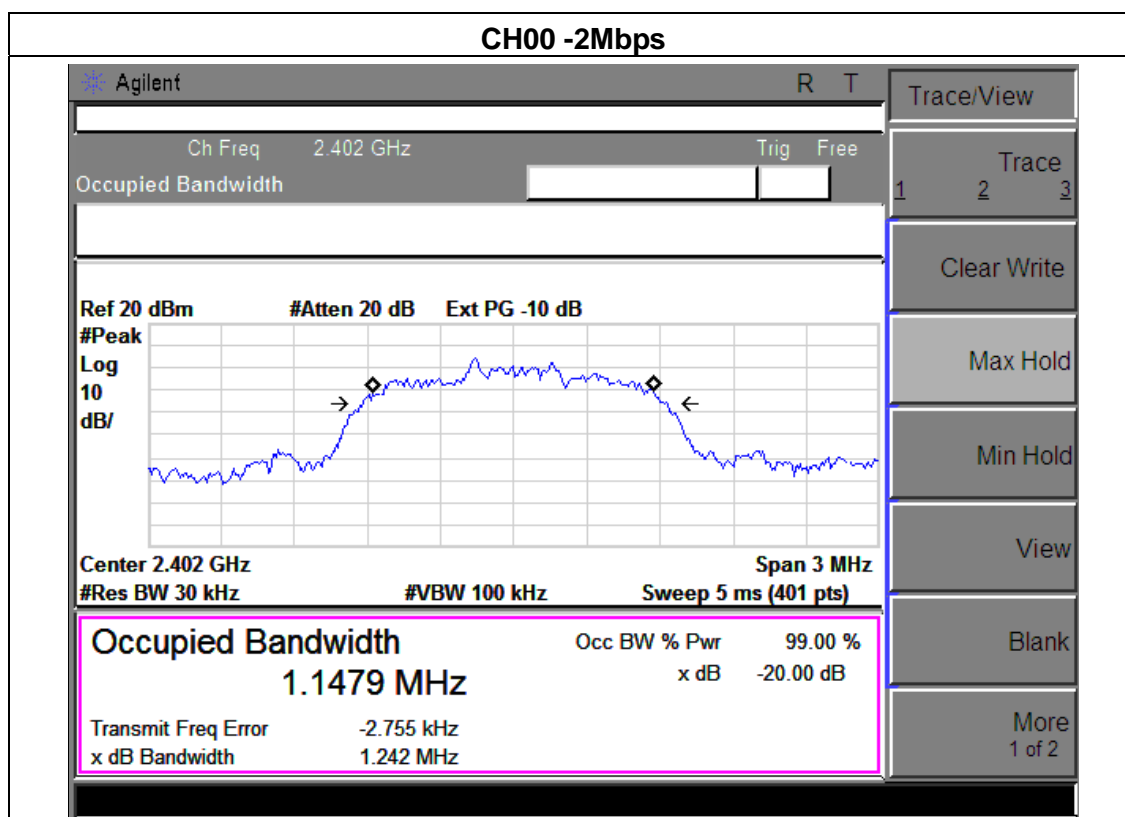 CH00 -2Mbps
Agilent R T
Ch Freq 2.402 GHz Trig Free
Occupied Bandwidth
Ref 20 dBm #Atten 20 dB Ext PG -10 dB
#Peak
Log
10
dB/
Center 2.402 GHz Span 3 MHz
#Res BW 30 kHz #VBW 100 kHz Sweep 5 ms (401 pts)
Occupied Bandwidth Occ BW % Pwr 99.00 %
1.1479 MHz x dB -20.00 dB
Transmit Freq Error -2.755 kHz
x dB Bandwidth 1.242 MHz
Trace/View
Trace
1 2 3
Clear Write
Max Hold
Min Hold
View
Blank
More
1 of 2